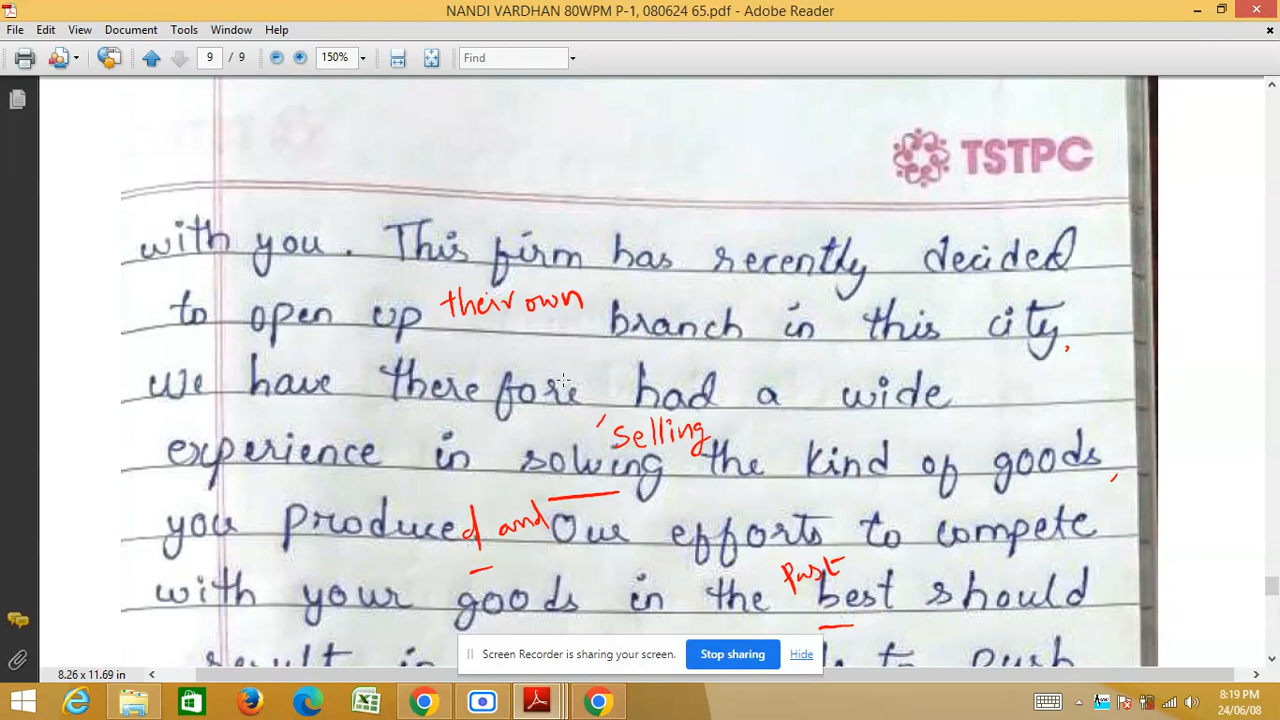 NANDI VARDHAN 80WPM P-1, 080624 65.pdf - Adobe Reader
File Edit View Document Tools Window Help
9 / 9 150% Find
TSTPC
with you. This firm has recently decided
to open up their own branch in this city,
we have therefore had a wide
selling
experience in solving the kind of goods,
you produced and Our efforts to compete
past
with your goods in the best should
result in to push
Screen Recorder is sharing your screen. Stop sharing Hide
8.26 x 11.69 in
8:19 PM
24/06/08